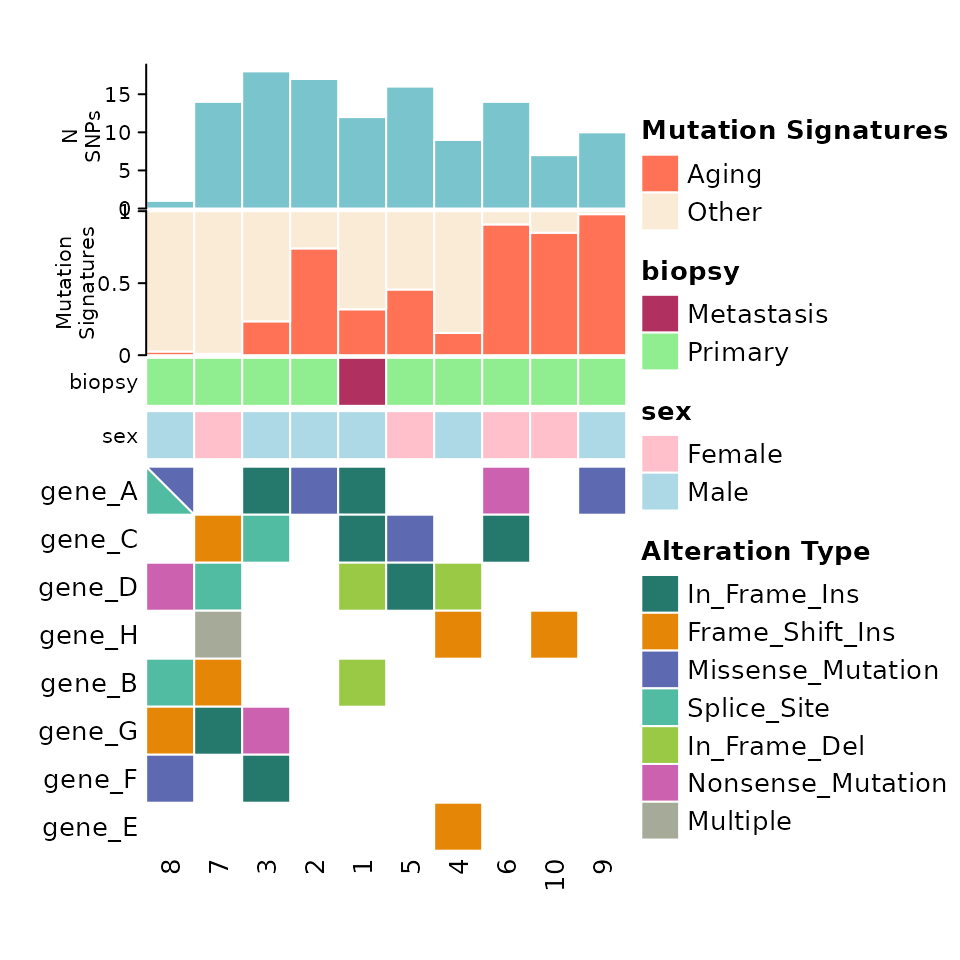 N
SNPs
15
10
5
0
Mutation
Signatures
1
0.5
0
biopsy
sex
gene_A
gene_C
gene_D
gene_H
gene_B
gene_G
gene_F
gene_E
8 7 3 2 1 5 4 6 10 9
Mutation Signatures
Aging
Other
biopsy
Metastasis
Primary
sex
Female
Male
Alteration Type
In_Frame_Ins
Frame_Shift_Ins
Missense_Mutation
Splice_Site
In_Frame_Del
Nonsense_Mutation
Multiple